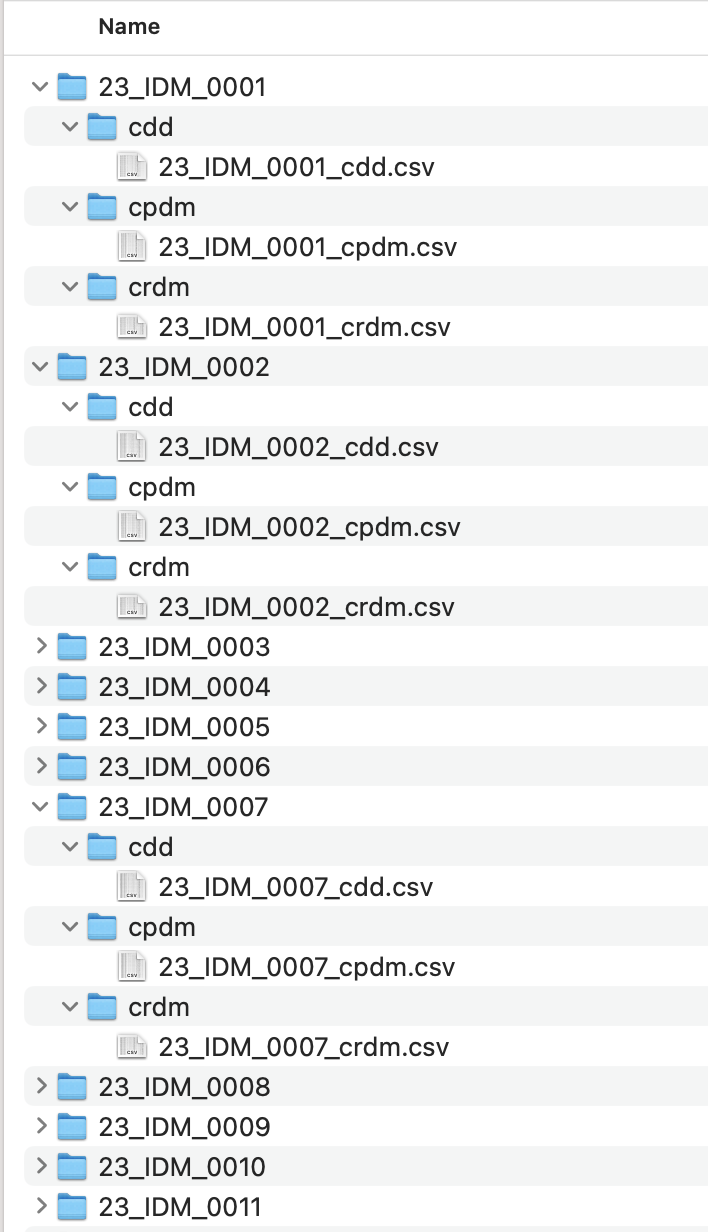 Name
23_IDM_0001
cdd
23_IDM_0001_cdd.csv
cpdm
23_IDM_0001_cpdm.csv
crdm
23_IDM_0001_crdm.csv
23_IDM_0002
cdd
23_IDM_0002_cdd.csv
cpdm
23_IDM_0002_cpdm.csv
crdm
23_IDM_0002_crdm.csv
23_IDM_0003
23_IDM_0004
23_IDM_0005
23_IDM_0006
23_IDM_0007
cdd
23_IDM_0007_cdd.csv
cpdm
23_IDM_0007_cpdm.csv
crdm
23_IDM_0007_crdm.csv
23_IDM_0008
23_IDM_0009
23_IDM_0010
23_IDM_0011